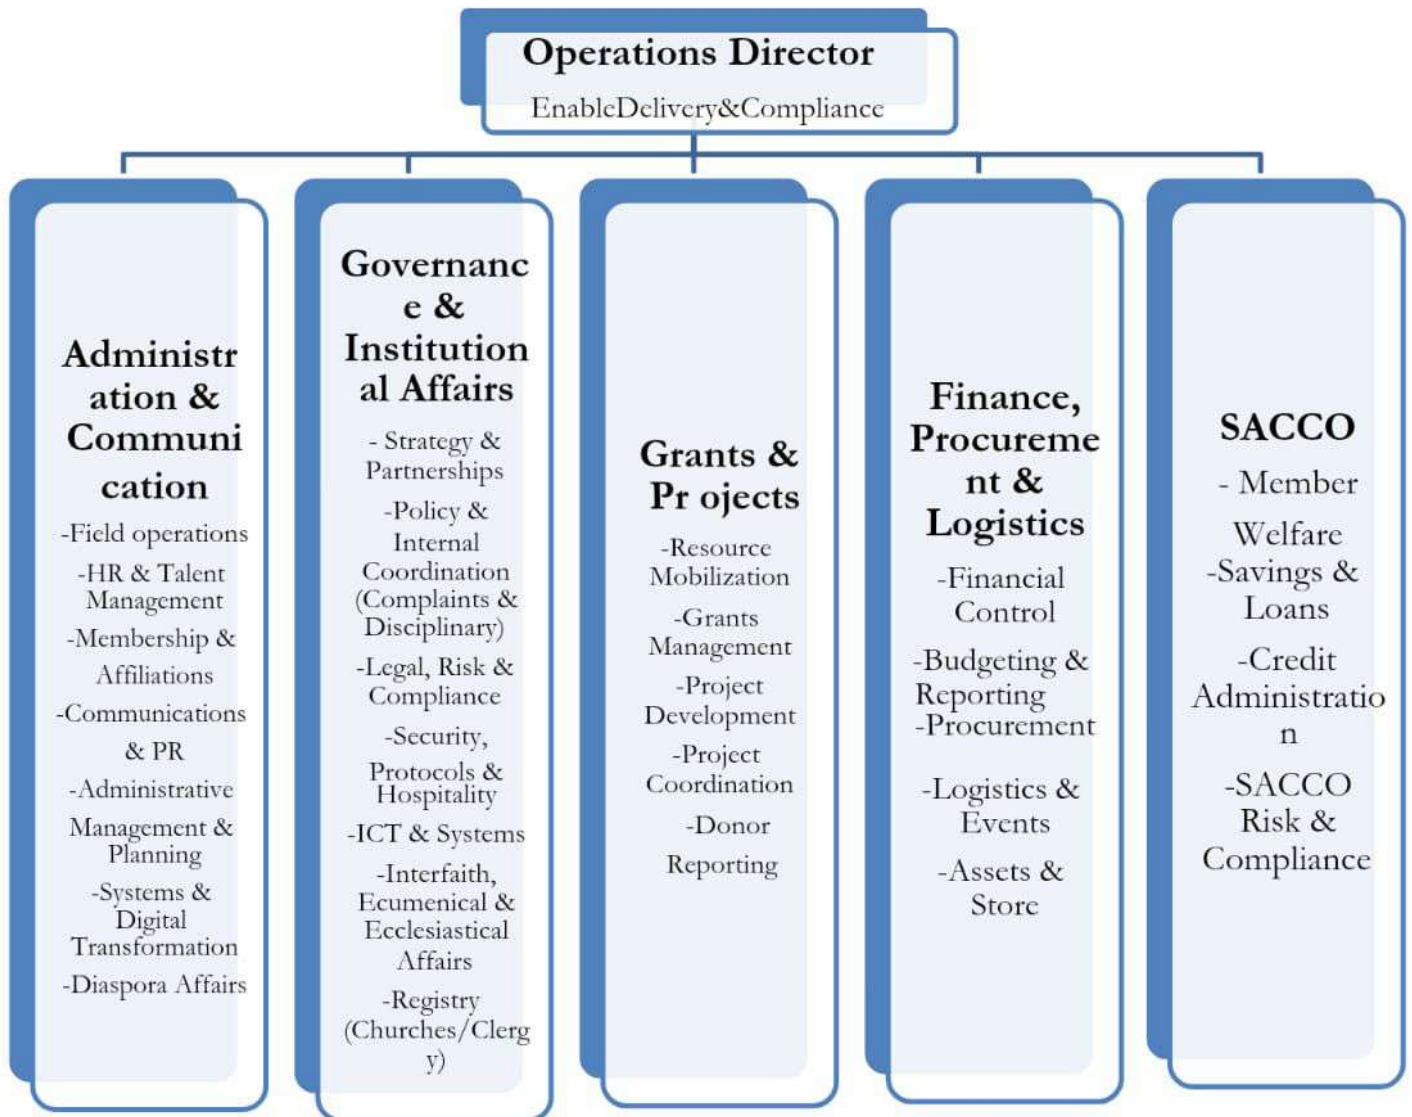 Operations Director
EnableDelivery&Compliance
Administr
ation &
Communi
cation
-Field operations
-HR & Talent
Management
-Membership &
Affiliations
-Communications
& PR
-Administrative
Management &
Planning
-Systems &
Digital
Transformation
-Diaspora Affairs
Governanc
e &
Institution
al Affairs
- Strategy &
Partnerships
-Policy &
Internal
Coordination
(Complaints &
Disciplinary)
-Legal, Risk &
Compliance
-Security,
Protocols &
Hospitality
-ICT & Systems
-Interfaith,
Ecumenical &
Ecclesiastical
Affairs
-Registry
(Churches/Clerg
y)
Grants &
Pr ojects
-Resource
Mobilization
-Grants
Management
-Project
Development
-Project
Coordination
-Donor
Reporting
Finance,
Procureme
nt &
Logistics
-Financial
Control
-Budgeting &
Reporting
-Procurement
-Logistics &
Events
-Assets &
Store
SACCO
- Member
Welfare
-Savings &
Loans
-Credit
Administratio
n
-SACCO
Risk &
Compliance